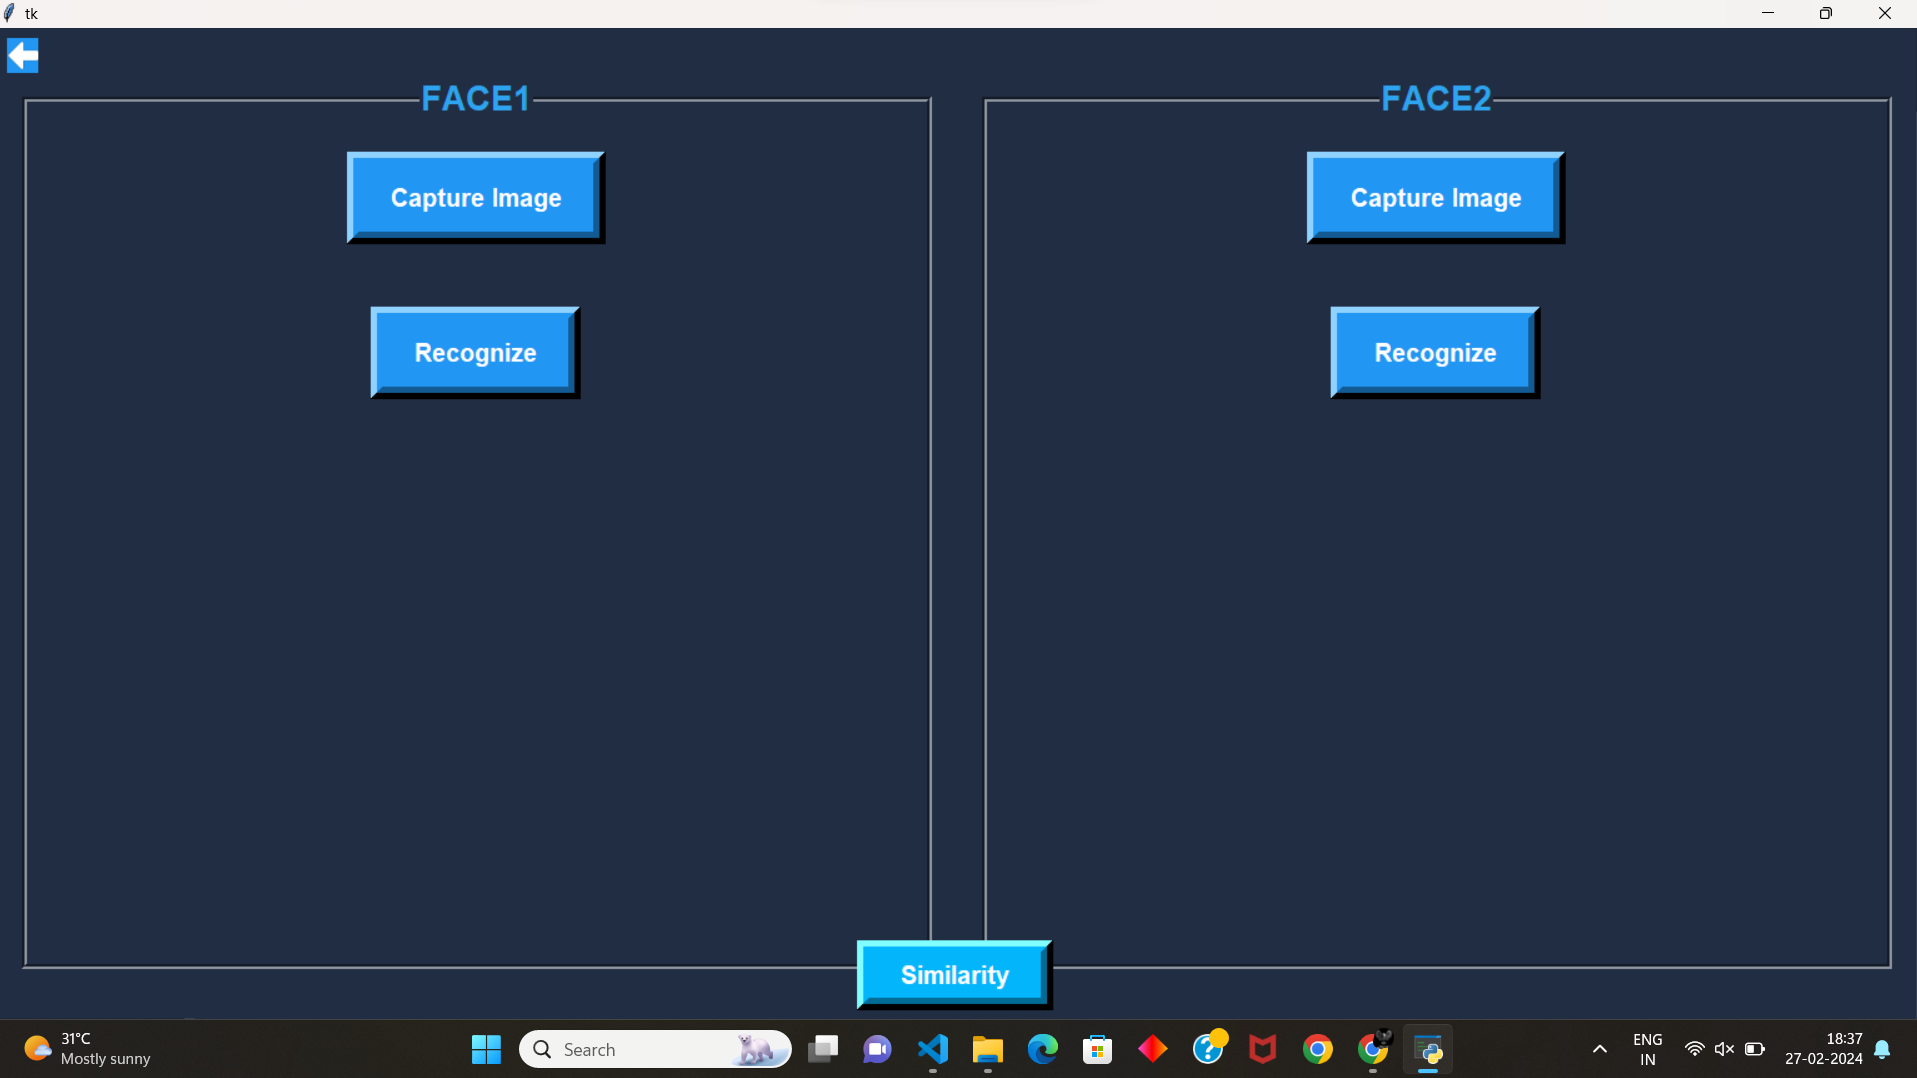 tk
FACE1
FACE2
Capture Image
Capture Image
Recognize
Recognize
Similarity
31°C
Mostly sunny
Search
ENG
IN
18:37
27-02-2024